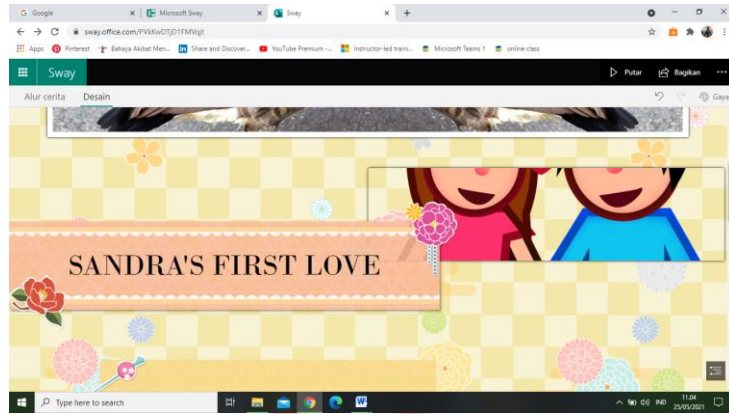 Google
Microsoft Sway
Sway
sway.office.com/PVkKwDTjD1FMVqjt
Apps
Pinterest
Bahaya Akibat Men...
Share and Discover...
YouTube Premium -...
Instructor-led traini...
Microsoft Teams 1
online class
Sway
Putar
Bagikan
Alur cerita
Desain
Gaya
SANDRA'S FIRST LOVE
Type here to search
IND
11.04
25/05/2021